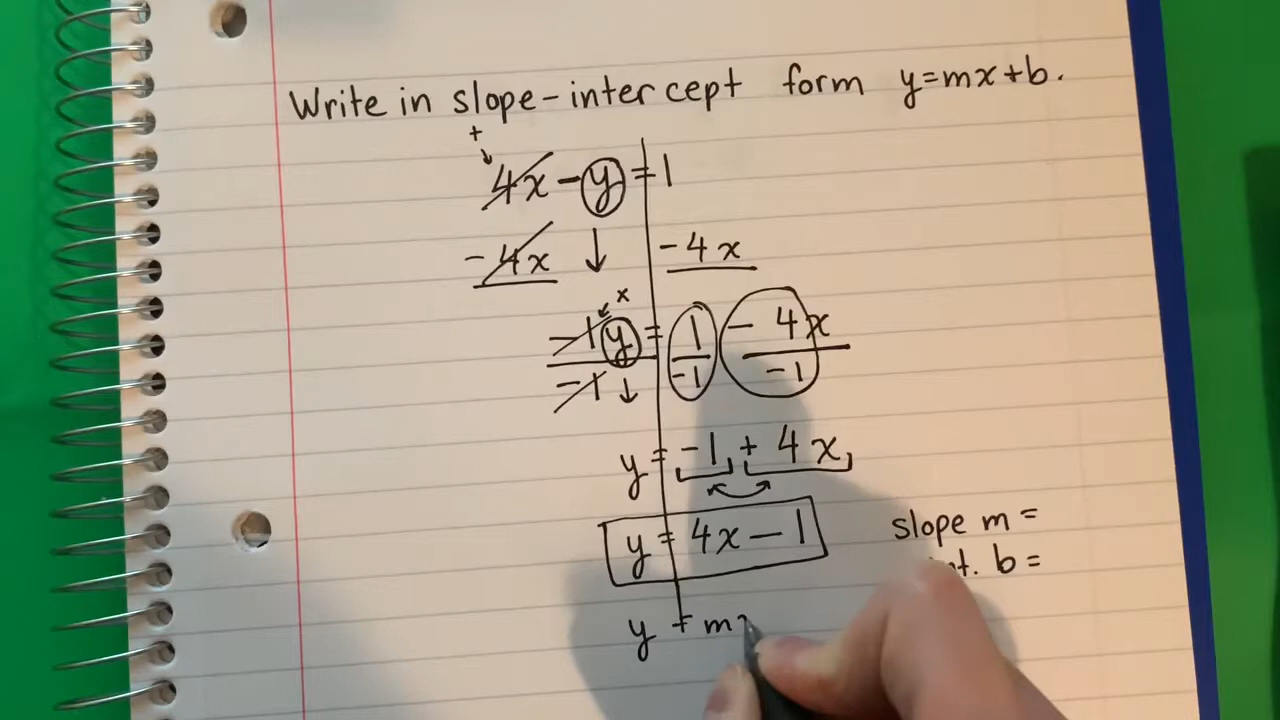 Write in slope-intercept form y=mx+b.
+
4x - y = 1
-4x -4x
x
-1y = 1 - 4x
-1 -1 -1
y = -1 + 4x
y = 4x - 1
slope m =
b =
y = m